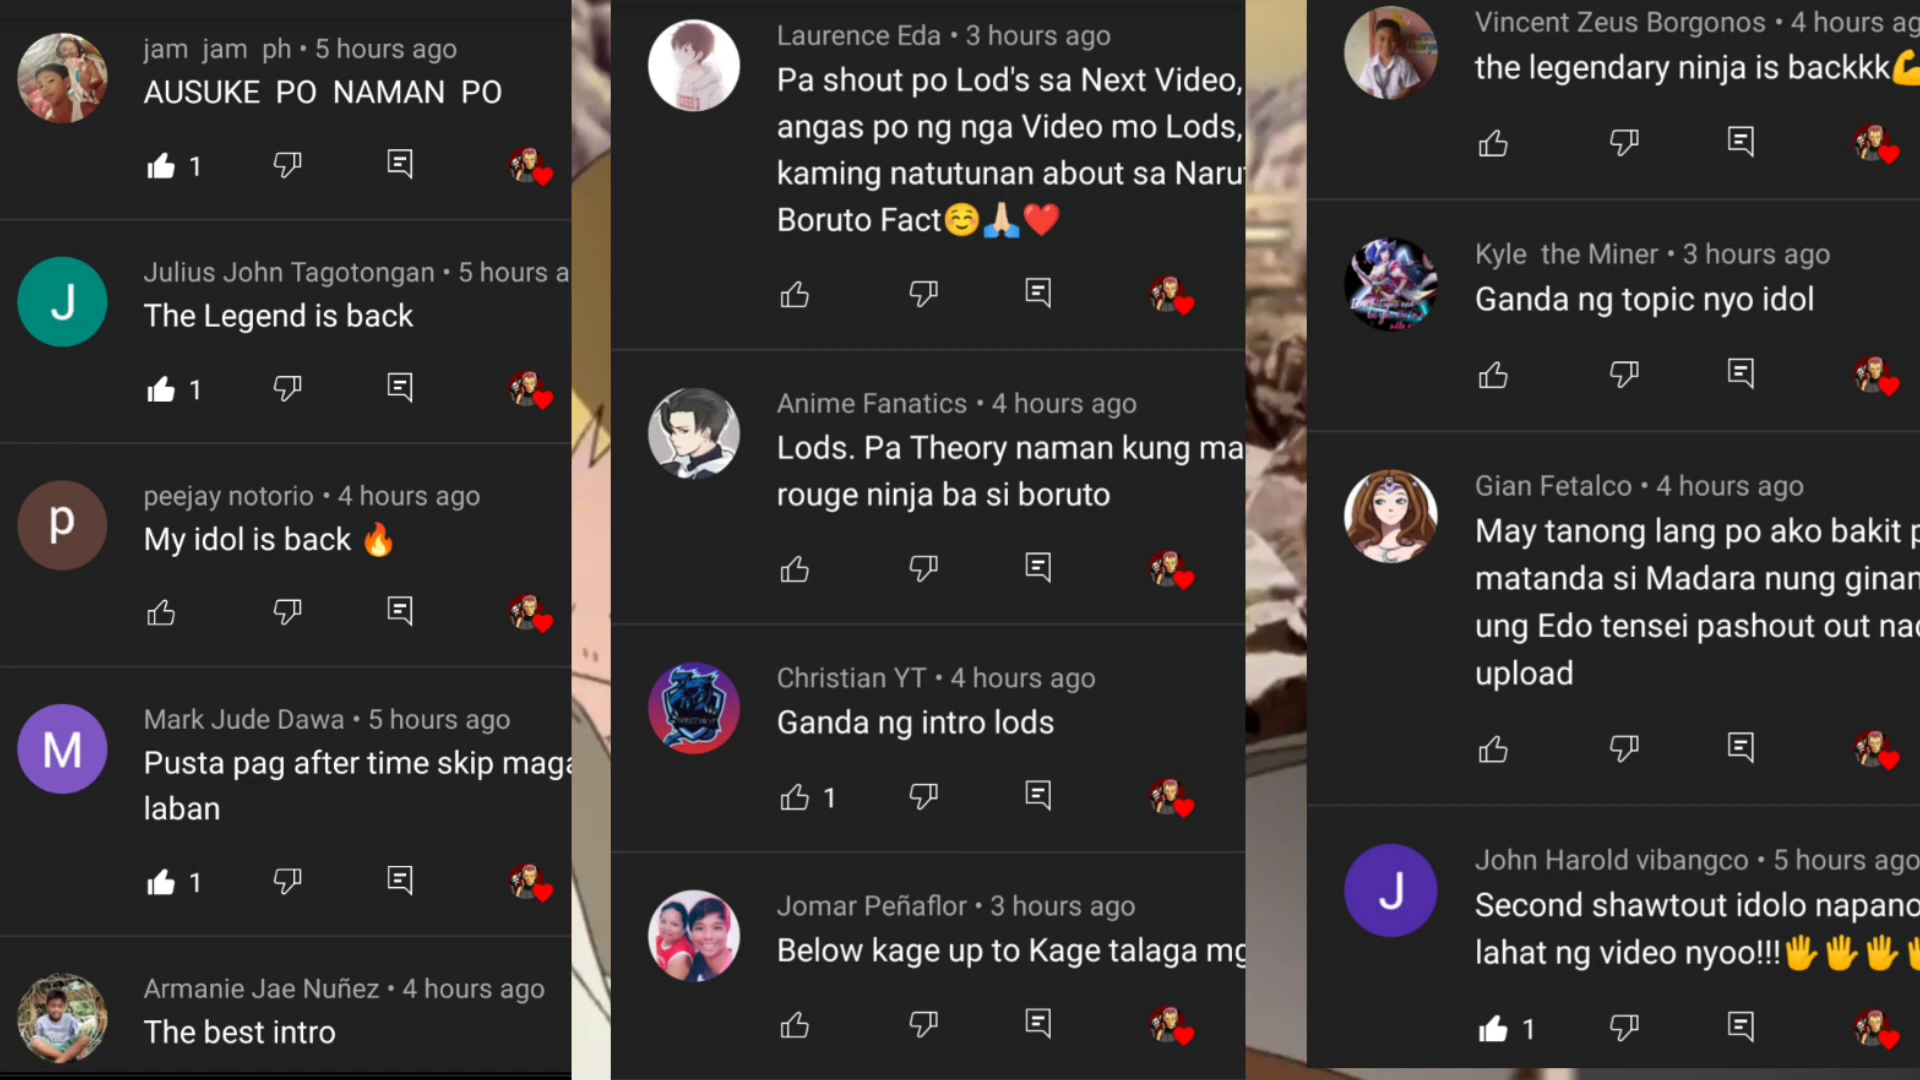 jam jam ph • 5 hours ago
AUSUKE PO NAMAN PO
1
Julius John Tagotongan • 5 hours a
The Legend is back
1
peejay notorio • 4 hours ago
My idol is back 🔥
Mark Jude Dawa • 5 hours ago
Pusta pag after time skip maga
laban
1
Armanie Jae Nuñez • 4 hours ago
The best intro
Laurence Eda • 3 hours ago
Pa shout po Lod's sa Next Video,
angas po ng nga Video mo Lods,
kaming natutunan about sa Naru
Boruto Fact☺️🙏🏻❤️
Anime Fanatics • 4 hours ago
Lods. Pa Theory naman kung ma
rouge ninja ba si boruto
Christian YT • 4 hours ago
Ganda ng intro lods
1
Jomar Peñaflor • 3 hours ago
Below kage up to Kage talaga mg
Vincent Zeus Borgonos • 4 hours ag
the legendary ninja is backkk💪
Kyle the Miner • 3 hours ago
Ganda ng topic nyo idol
Gian Fetalco • 4 hours ago
May tanong lang po ako bakit p
matanda si Madara nung ginam
ung Edo tensei pashout out na
upload
John Harold vibangco • 5 hours ago
Second shawtout idolo napano
lahat ng video nyoo!!!🖐🖐🖐🖐
1
J
p
M
J